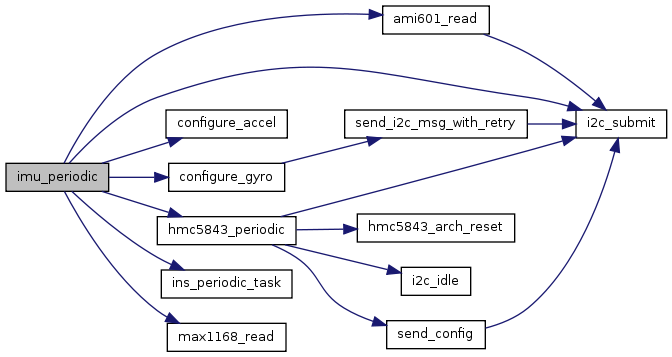 ami601_read
configure_accel
send_i2c_msg_with_retry
i2c_submit
imu_periodic
configure_gyro
hmc5843_periodic
hmc5843_arch_reset
ins_periodic_task
i2c_idle
max1168_read
send_config